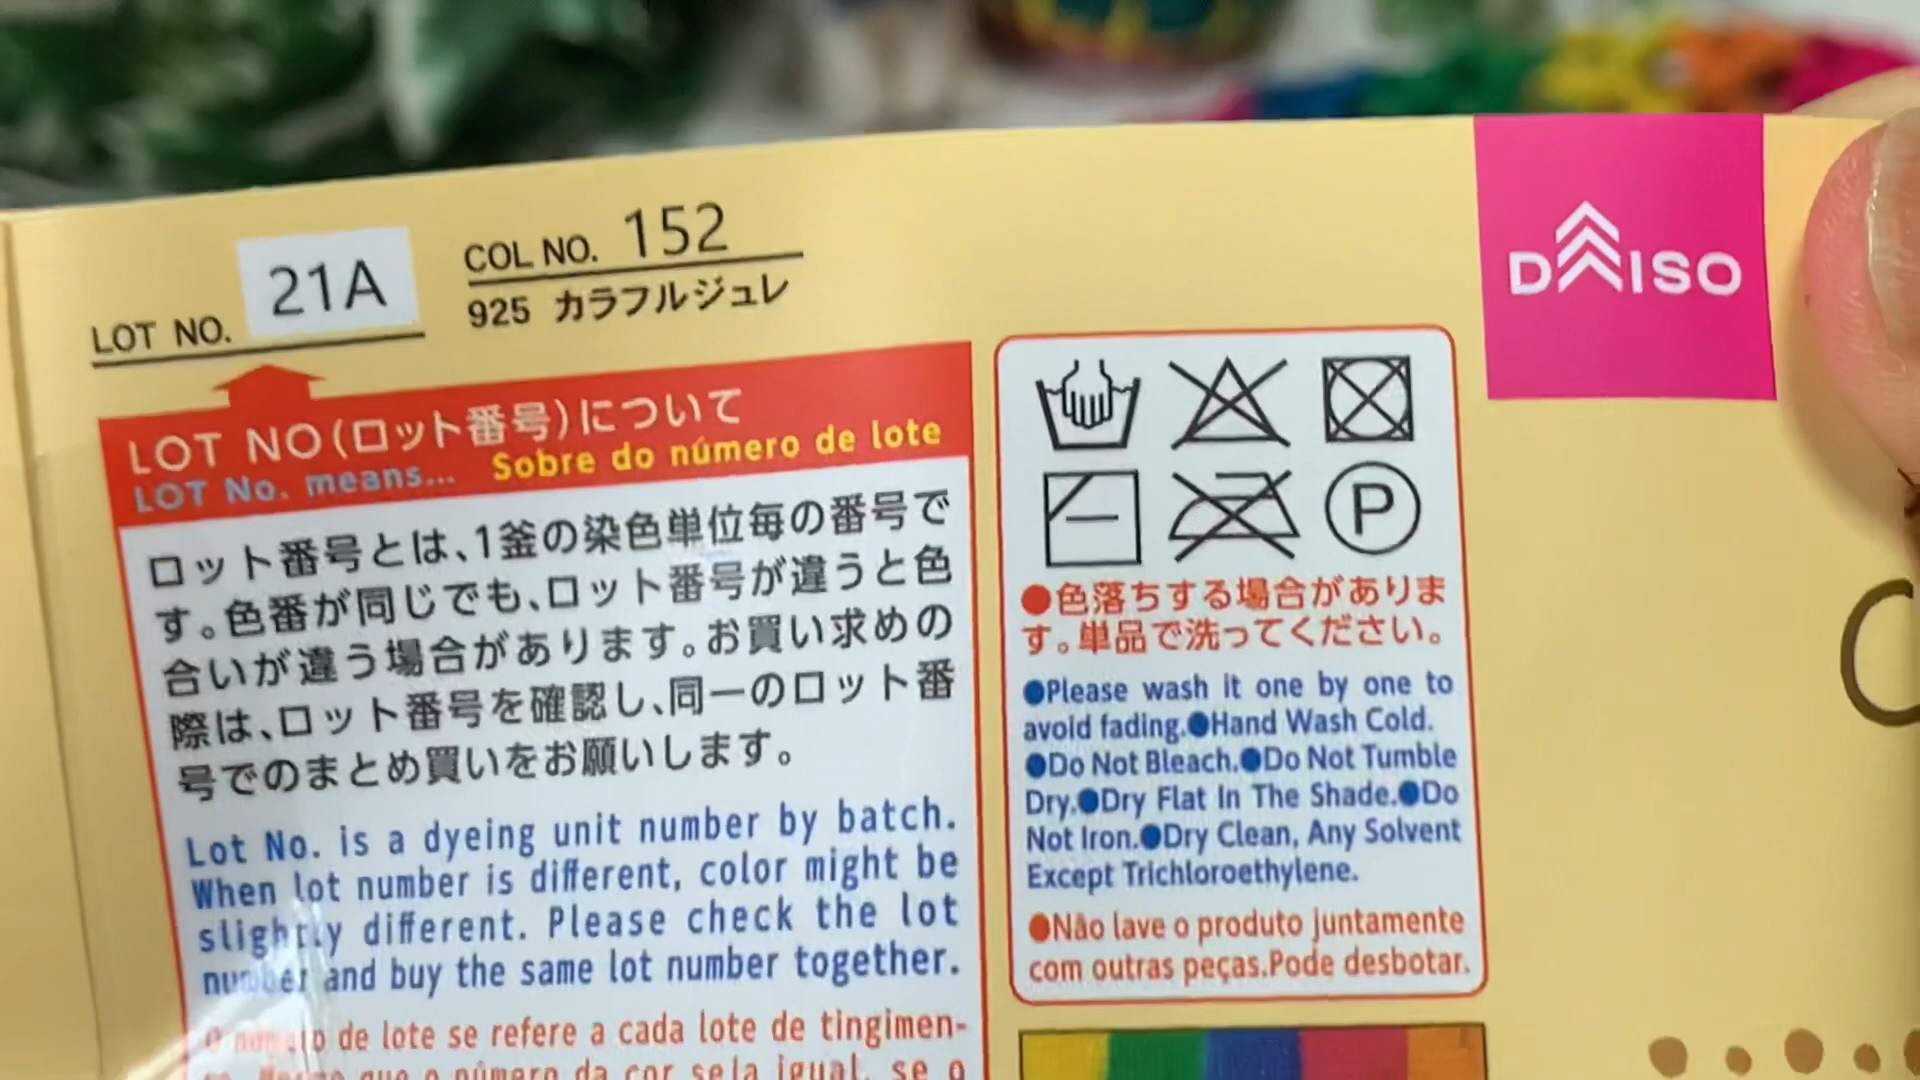 LOT NO. 21A
COL NO. 152
925 カラフルジュレ
DAISO
LOT NO(ロット番号)について
LOT No. means... Sobre do número de lote
ロット番号とは、1釜の染色単位毎の番号で
す。色番が同じでも、ロット番号が違うと色
合いが違う場合があります。お買い求めの
際は、ロット番号を確認し、同一のロット番
号でのまとめ買いをお願いします。
Lot No. is a dyeing unit number by batch.
When lot number is different, color might be
slightly different. Please check the lot
number and buy the same lot number together.
O número de lote se refere a cada lote de tingimen-
que o número da cor seja igual, se o
P
●色落ちする場合がありま
す。単品で洗ってください。
●Please wash it one by one to
avoid fading.●Hand Wash Cold.
●Do Not Bleach.●Do Not Tumble
Dry.●Dry Flat In The Shade.●Do
Not Iron.●Dry Clean, Any Solvent
Except Trichloroethylene.
●Não lave o produto juntamente
com outras peças.Pode desbotar.